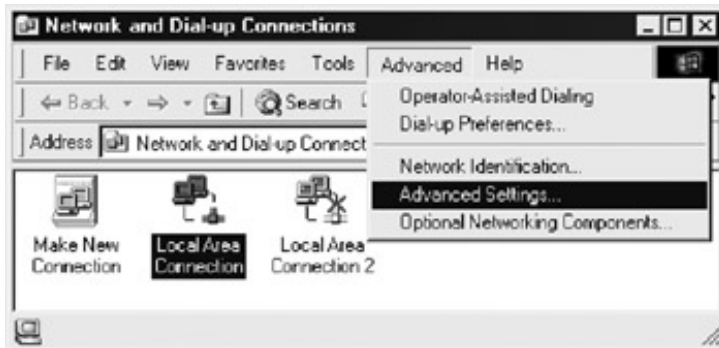 Network and Dial-up Connections
File Edit View Favorites Tools Advanced Help
Back Search
Address Network and Dial-up Connect
Operator-Assisted Dialing
Dial-up Preferences...
Network Identification...
Advanced Settings...
Optional Networking Components...
Make New
Connection
Local Area
Connection
Local Area
Connection 2